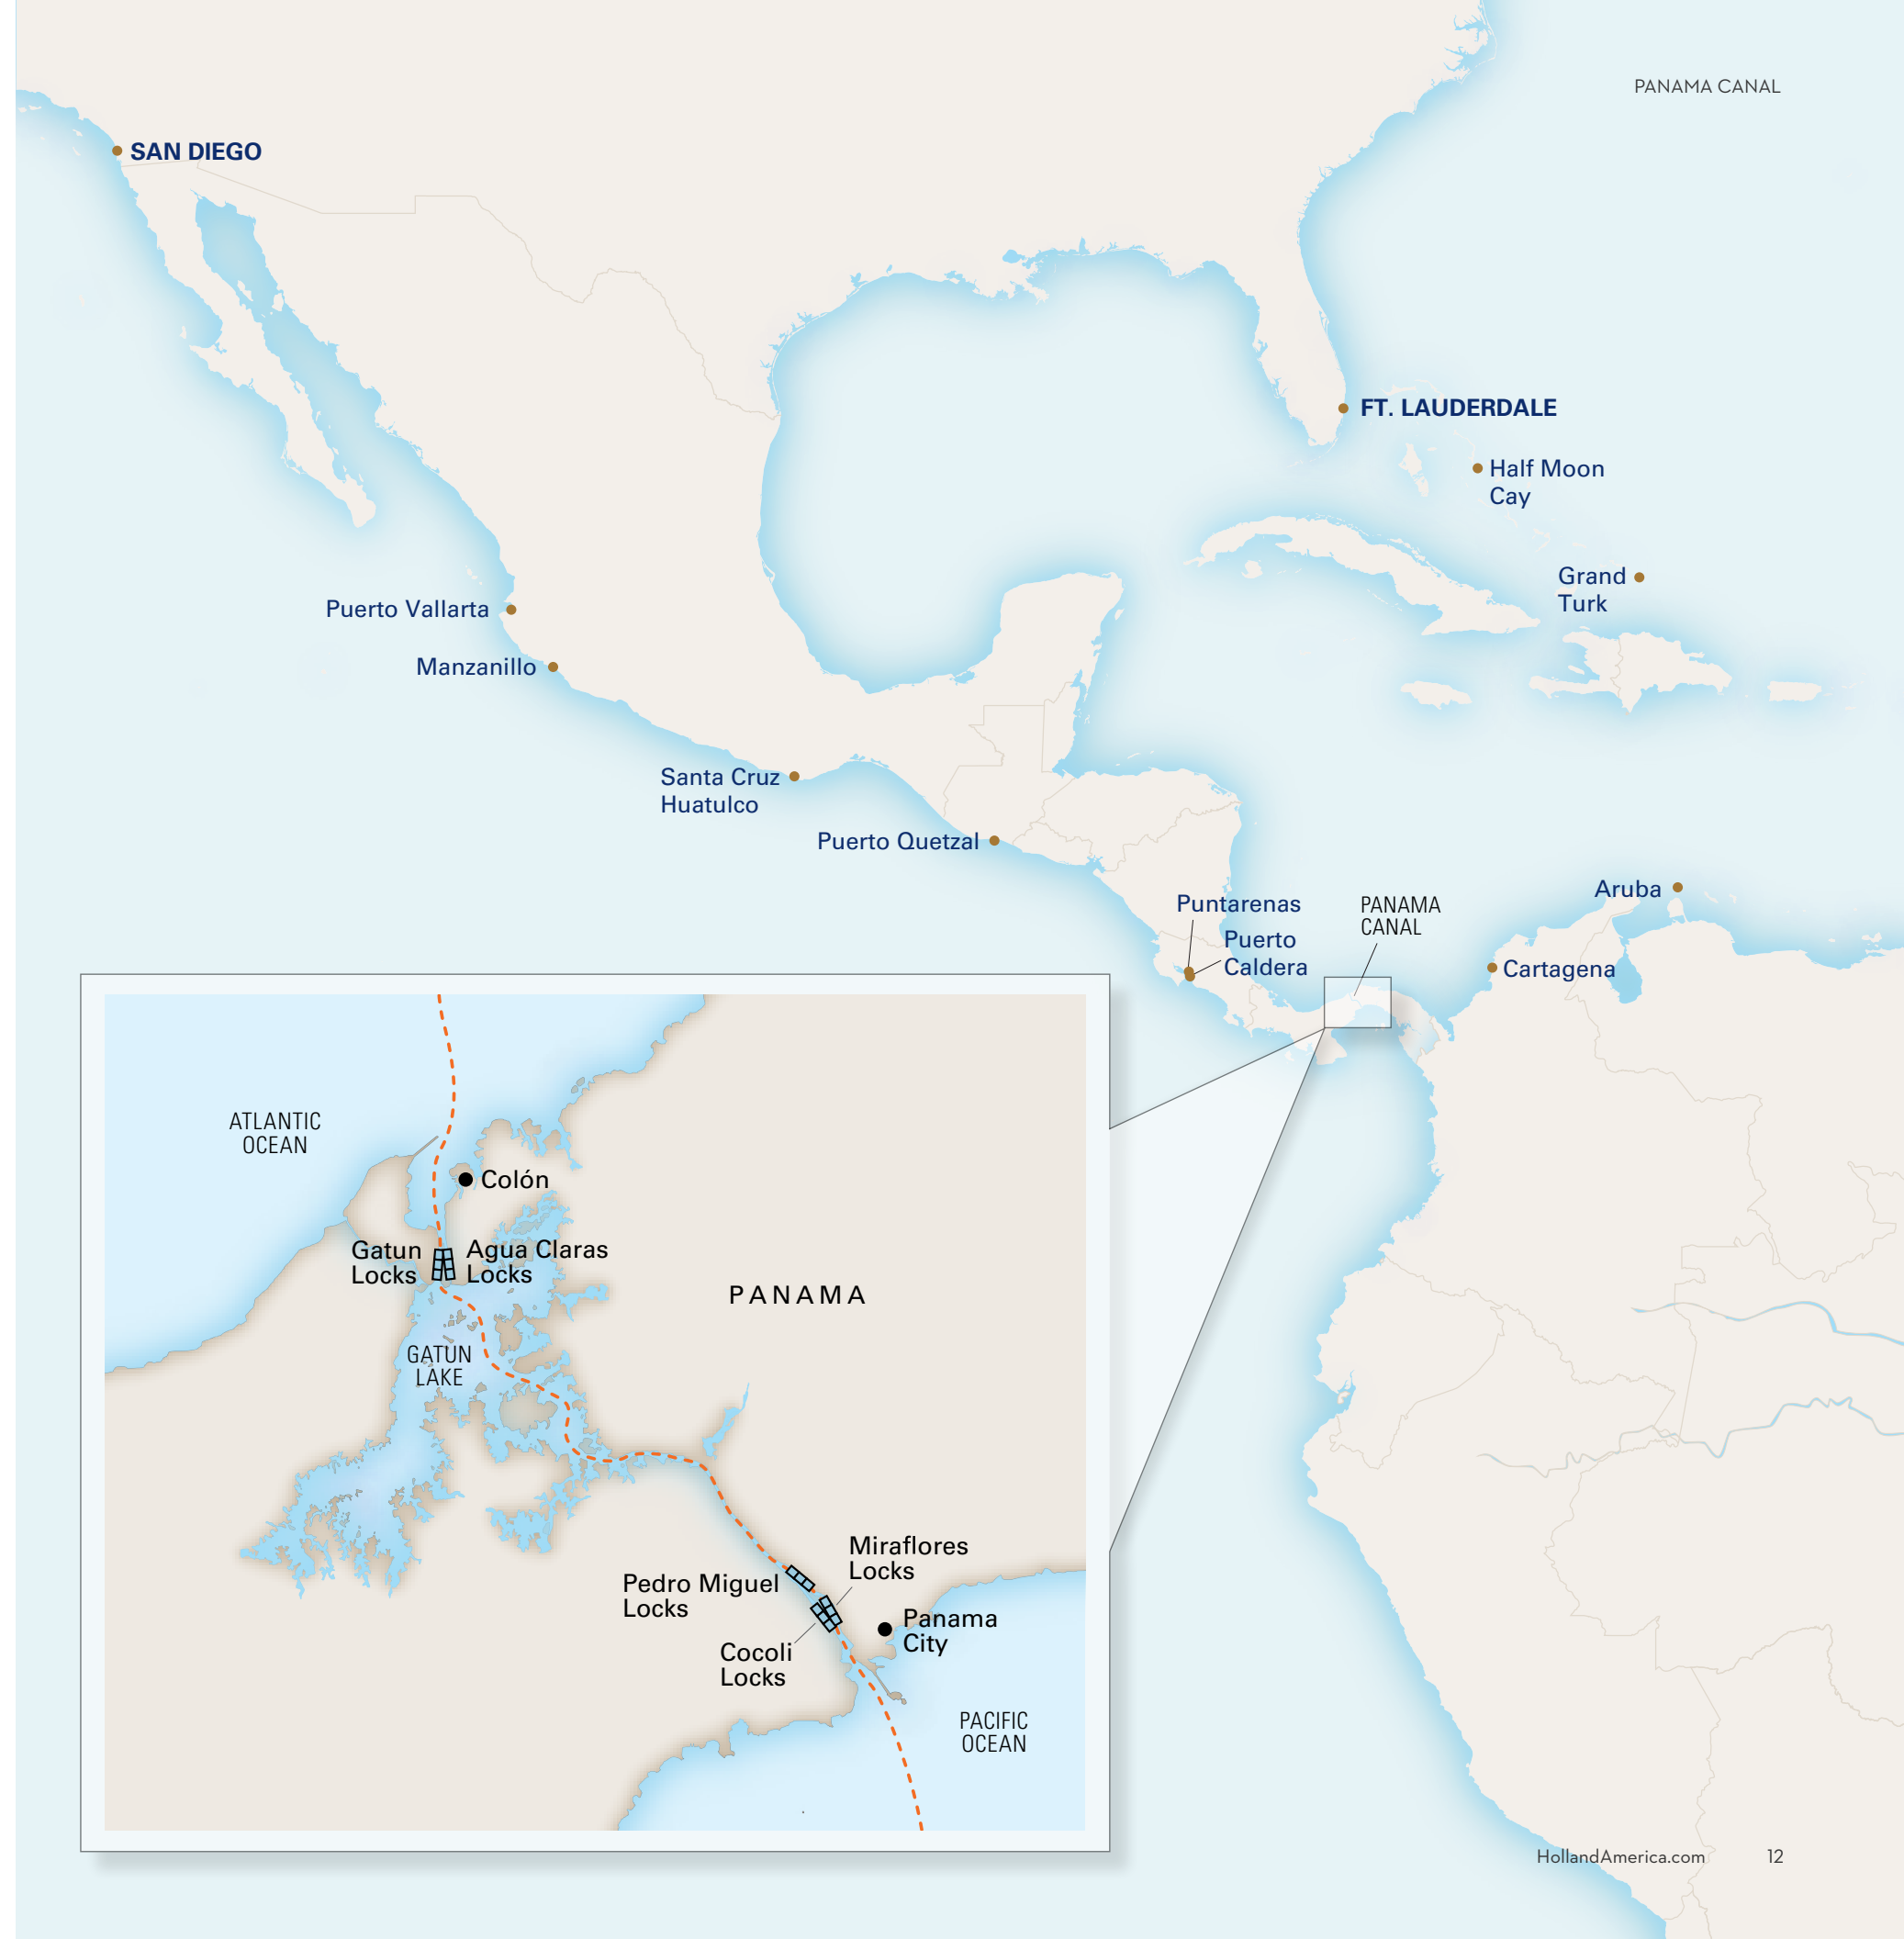 PANAMA CANAL
SAN DIEGO
FT. LAUDERDALE
Half Moon
Cay
Grand
Turk
Puerto Vallarta
Manzanillo
Santa Cruz
Huatulco
Puerto Quetzal
Aruba
Puntarenas
PANAMA
CANAL
Puerto
Caldera
Cartagena
ATLANTIC
OCEAN
Colón
Gatun
Locks
Agua Claras
Locks
PANAMA
GATUN
LAKE
Miraflores
Locks
Pedro Miguel
Locks
Panama
City
Cocoli
Locks
PACIFIC
OCEAN
HollandAmerica.com 12